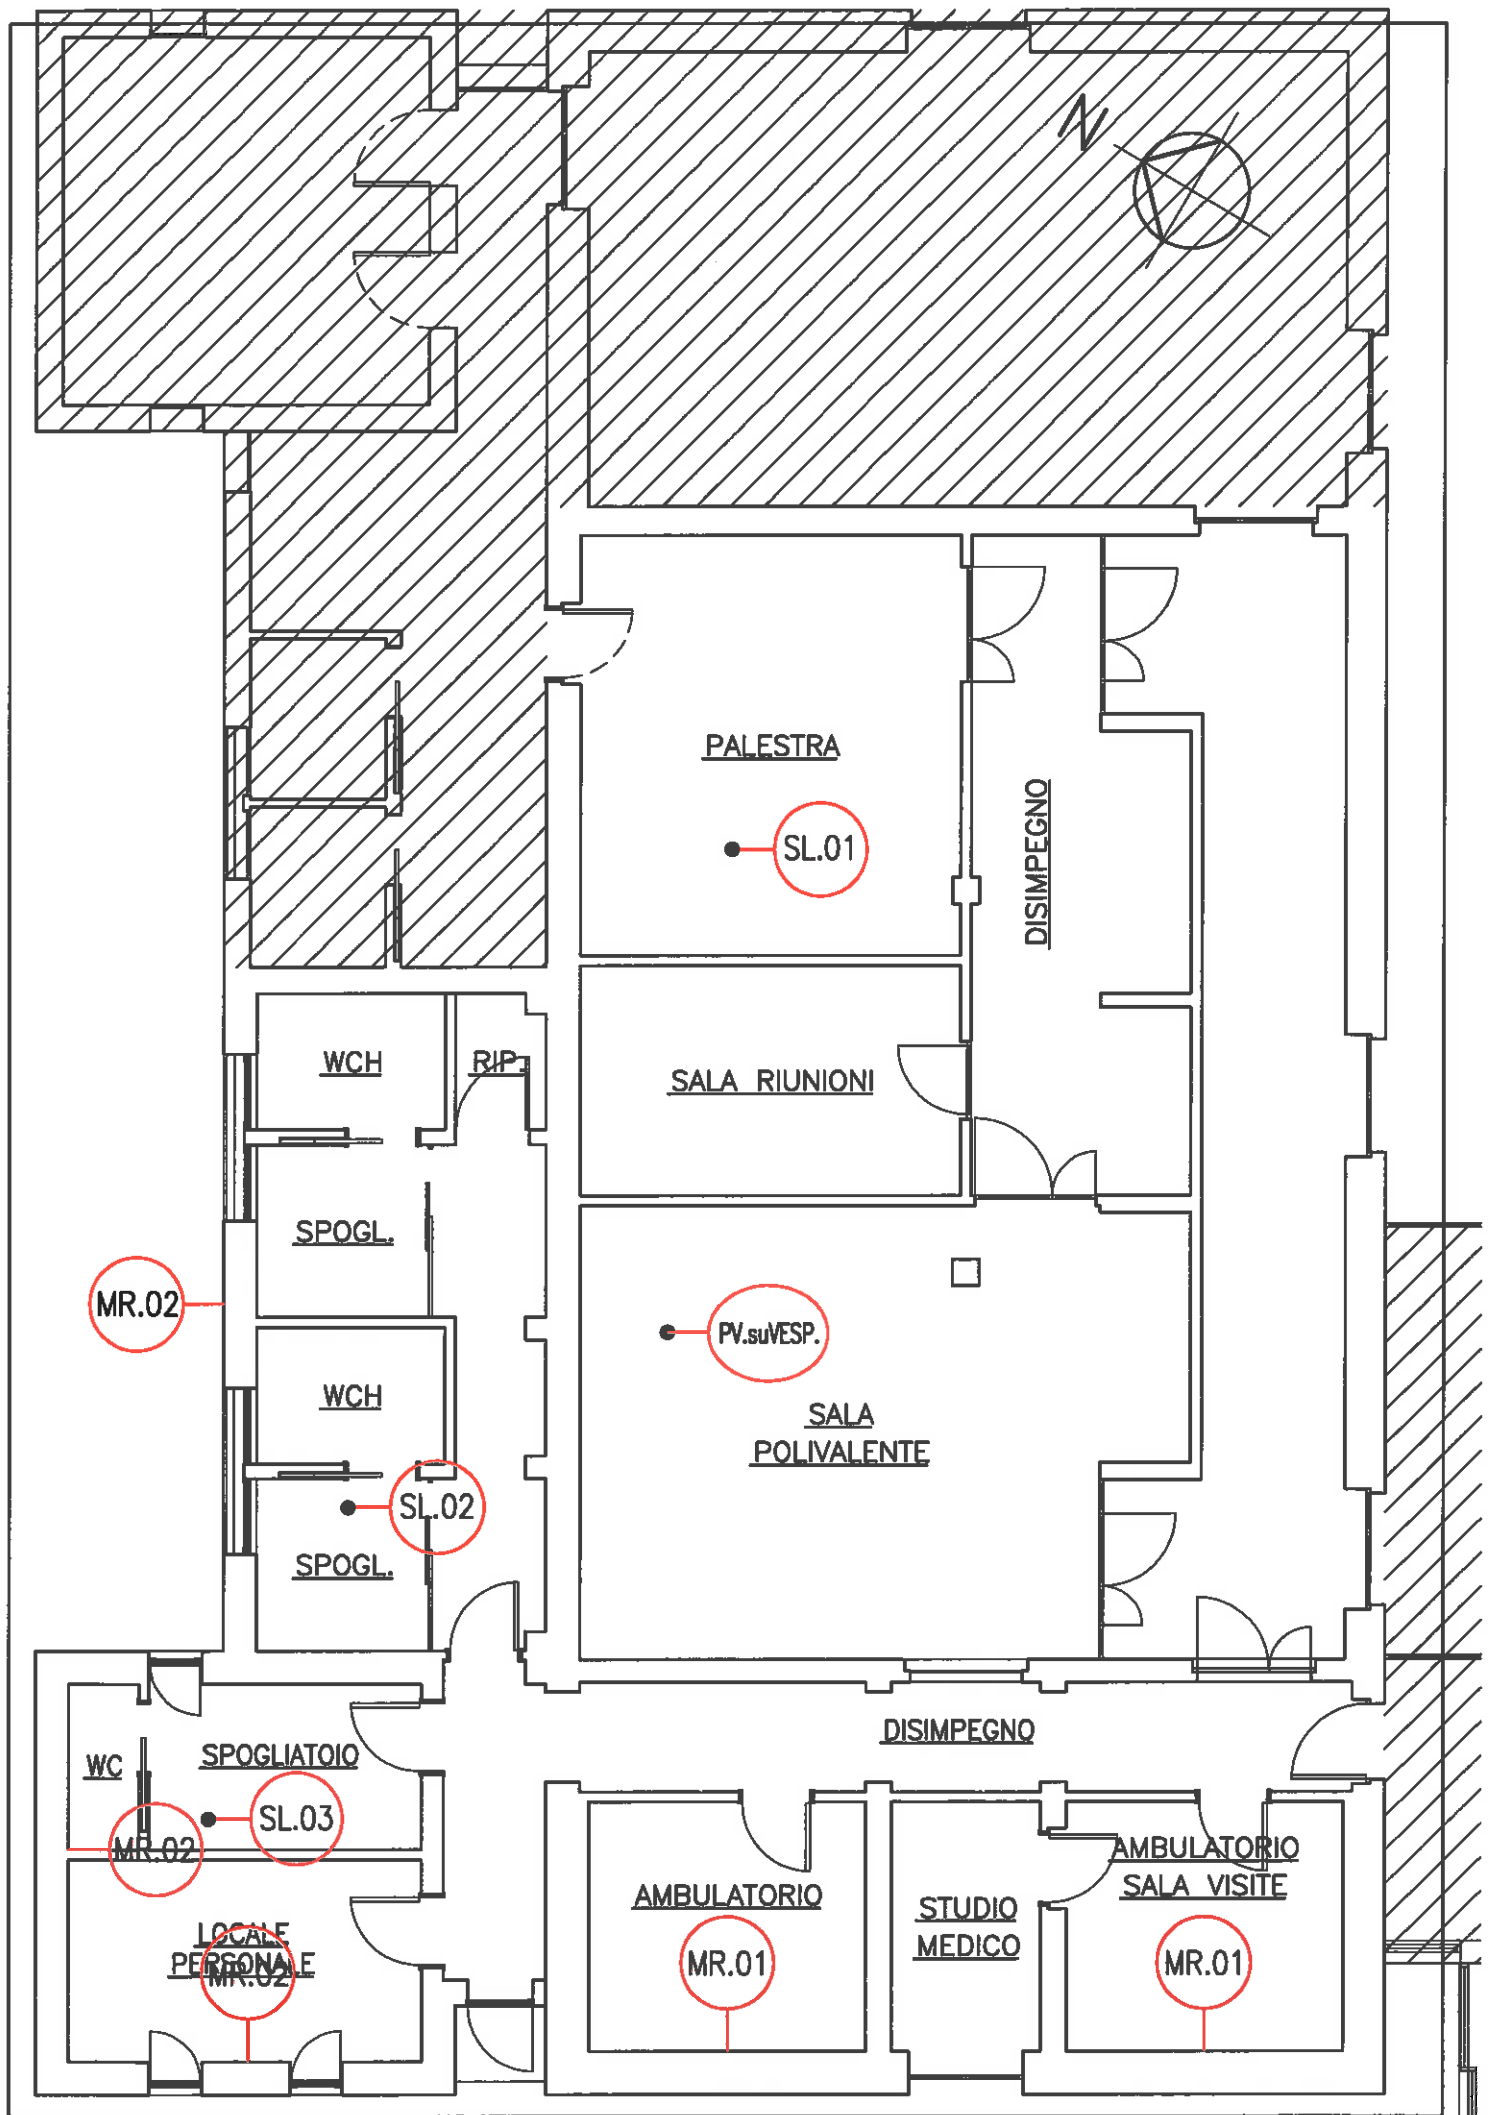 N
PALESTRA
SL.01
DISIMPEGNO
WCH
RIP.
SALA RIUNIONI
SPOGL.
MR.02
PV.suVESP.
WCH
SALA
POLIVALENTE
SL.02
SPOGL.
DISIMPEGNO
WC
SPOGLIATOIO
SL.03
MR.02
AMBULATORIO
SALA VISITE
AMBULATORIO
STUDIO
MEDICO
LOCALE
PERSONALE
MR.02
MR.01
MR.01